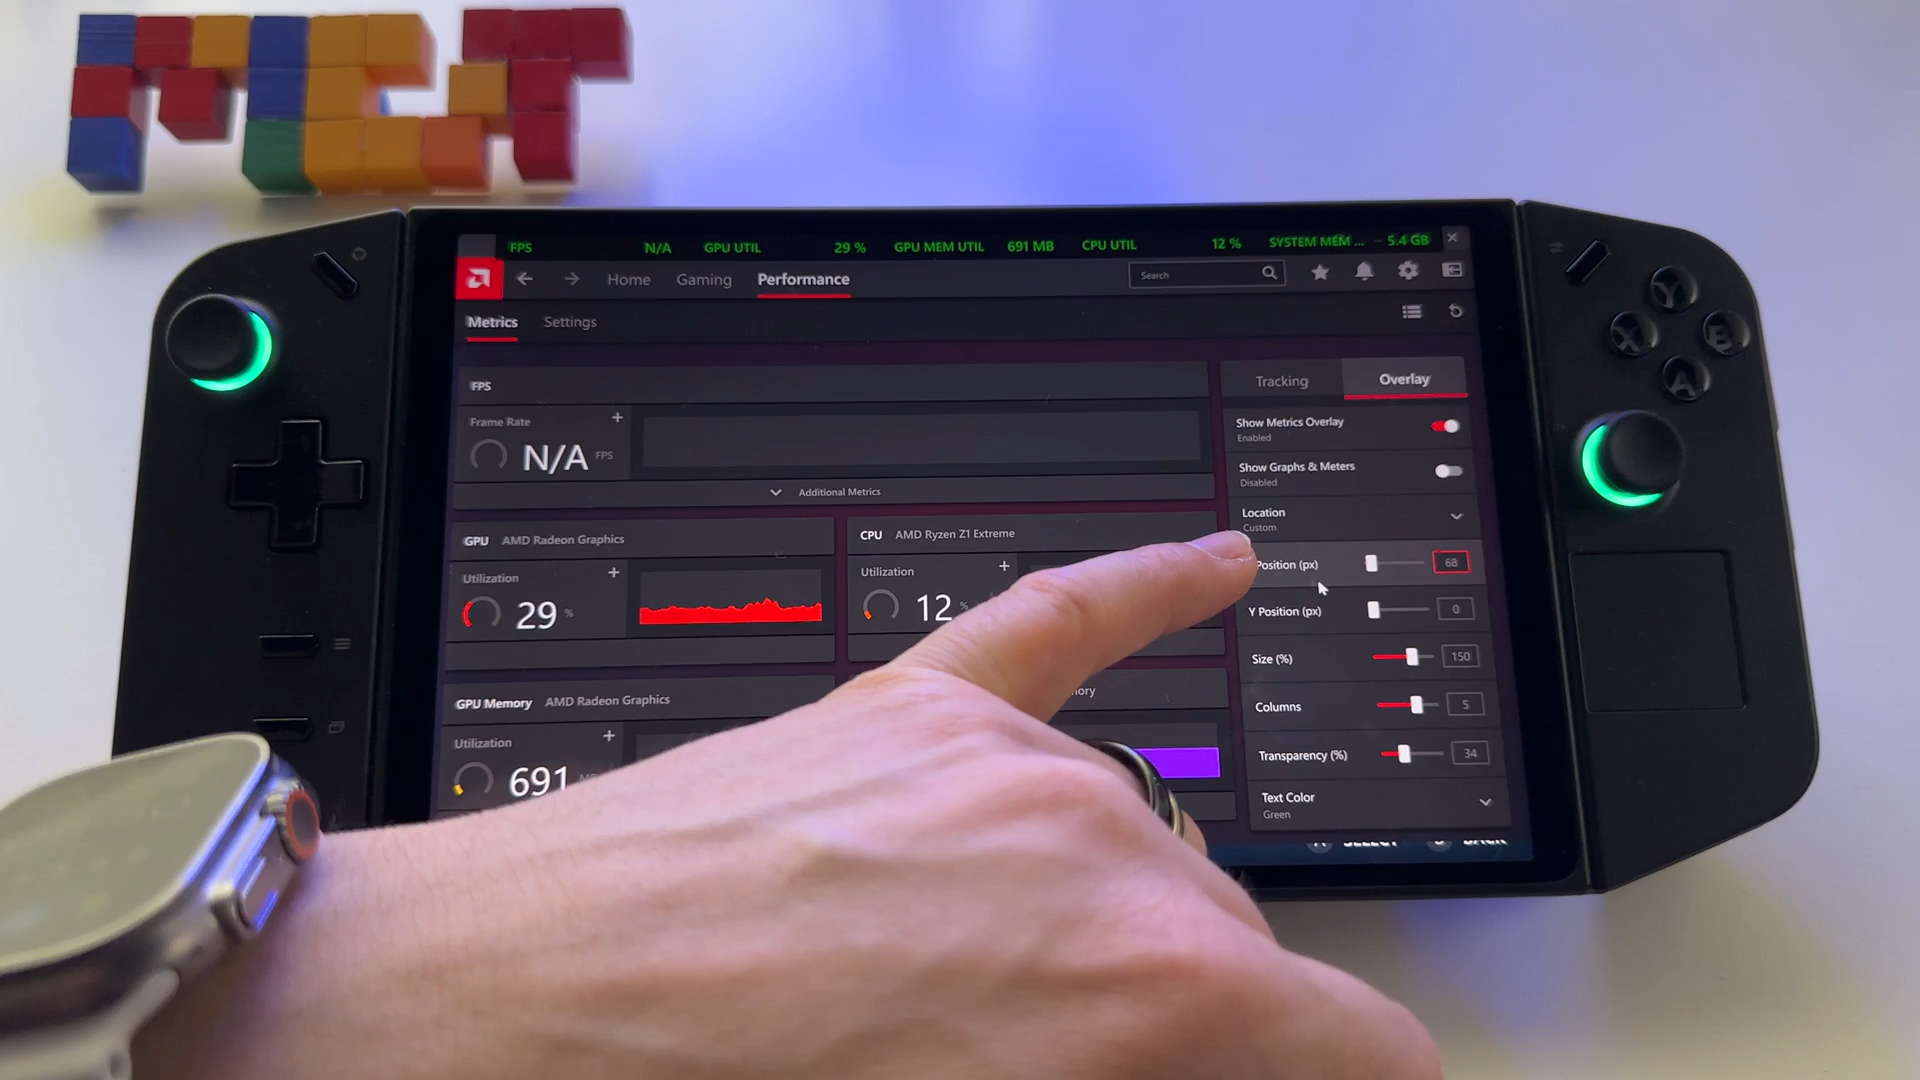 FPS N/A GPU UTIL 29 % GPU MEM UTIL 691 MB CPU UTIL 12 % SYSTEM MEM ... 5.4 GB
Home Gaming Performance Search
Metrics Settings
FPS
Frame Rate
N/A FPS
Additional Metrics
GPU AMD Radeon Graphics
Utilization
29 %
CPU AMD Ryzen Z1 Extreme
Utilization
12 %
GPU Memory AMD Radeon Graphics
Utilization
691
Tracking Overlay
Show Metrics Overlay
Enabled
Show Graphs & Meters
Disabled
Location
Custom
Position (px) 68
Y Position (px) 0
Size (%) 150
Columns 5
Transparency (%) 34
Text Color
Green
SELECT BACK
Y
X B
A